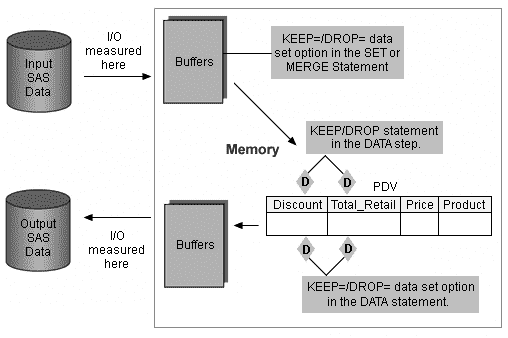 I/O
measured
here
Input
SAS
Data
Buffers
KEEP=/DROP= data
set option in the SET or
MERGE Statement
Memory
KEEP/DROP statement
in the DATA step.
D D
PDV
Discount Total_Retail Price Product
D D
KEEP=/DROP= data set option
in the DATA statement.
Buffers
I/O
measured
here
Output
SAS
Data